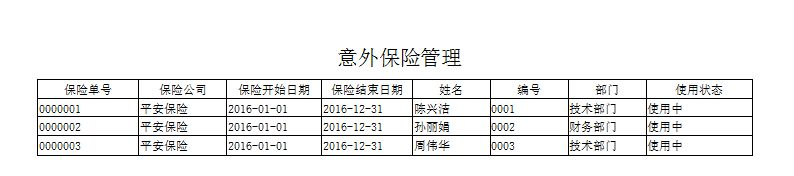 意外保险管理
保险单号 保险公司 保险开始日期 保险结束日期 姓名 编号 部门 使用状态
0000001 平安保险 2016-01-01 2016-12-31 陈兴洁 0001 技术部门 使用中
0000002 平安保险 2016-01-01 2016-12-31 孙丽娟 0002 财务部门 使用中
0000003 平安保险 2016-01-01 2016-12-31 周伟华 0003 技术部门 使用中